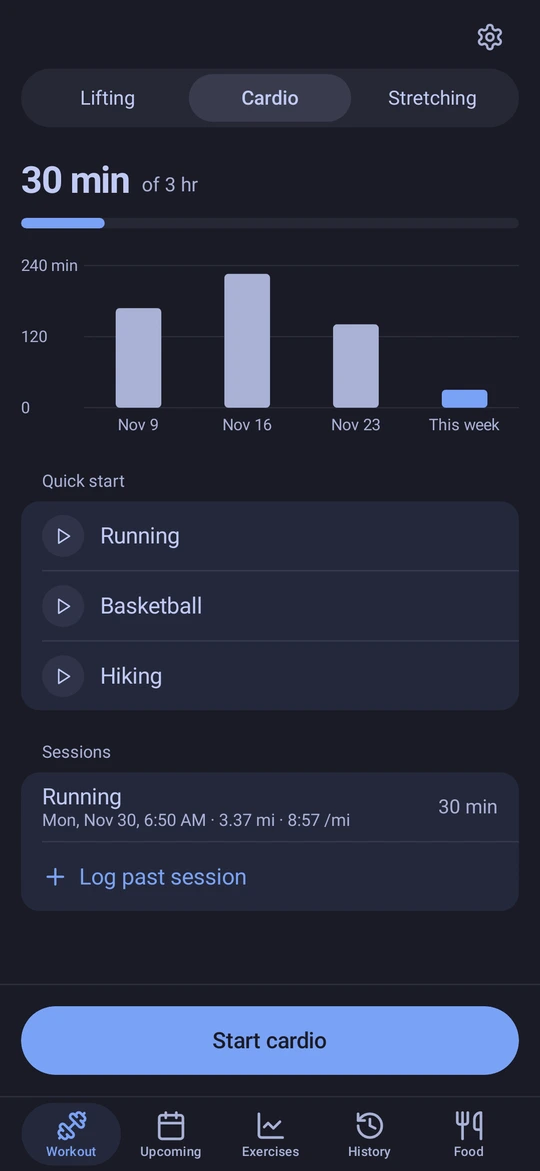 Lifting Cardio Stretching
30 min of 3 hr
240 min
120
0
Nov 9 Nov 16 Nov 23 This week
Quick start
Running
Basketball
Hiking
Sessions
Running
Mon, Nov 30, 6:50 AM · 3.37 mi · 8:57 /mi
30 min
Log past session
Start cardio
Workout Upcoming Exercises History Food